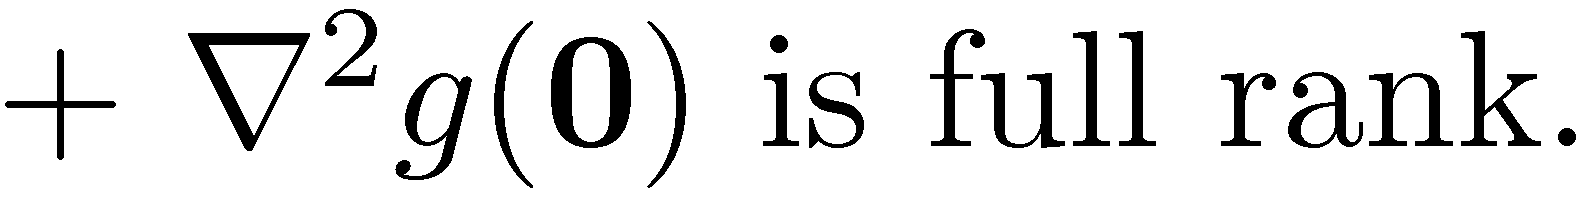 + ∇²g(𝟎) is full rank.